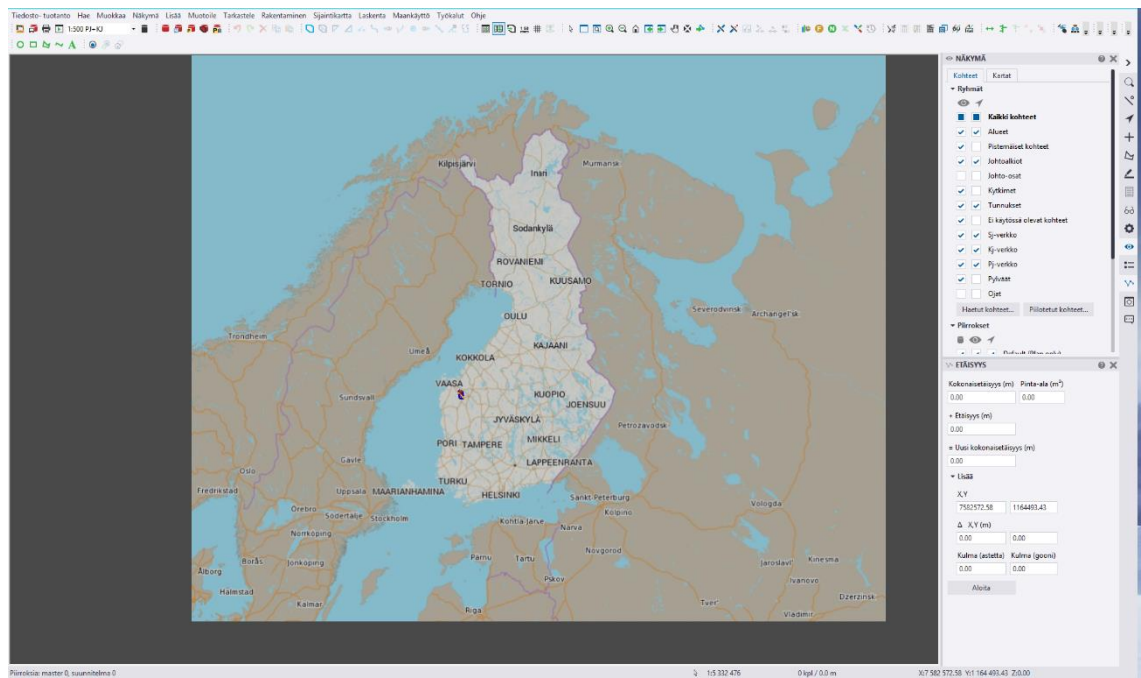 Tiedosto- tuotanto Hae Muokkaa Näkymä Lisää Muotoile Tarkastele Rakentaminen Sijaintikartta Laskenta Maankäyttö Työkalut Ohje
1:500 PJ+KJ
NÄKYMÄ
Kohteet Kartat
Ryhmät
Kaikki kohteet
Alueet
Pistemäiset kohteet
Johtoalkiot
Johto-osat
Kytkimet
Tunnukset
Ei käytössä olevat kohteet
Sj-verkko
Kj-verkko
Pj-verkko
Pylväät
Ojat
Haetut kohteet... Piilotetut kohteet...
Piirrokset
Default (Plan only)
ETÄISYYS
Kokonaisetäisyys (m) Pinta-ala (m²)
0.00 0.00
+ Etäisyys (m)
0.00
= Uusi kokonaisetäisyys (m)
0.00
Lisää
X,Y
7582572.58 1164493.43
Δ X,Y (m)
0.00 0.00
Kulma (astetta) Kulma (gooni)
0.00 0.00
Aloita
Kilpisjärvi
Inari
Murmansk
Sodankylä
ROVANIEMI
TORNIO
KUUSAMO
OULU
Severodvinsk
Archangel'sk
Trondheim
Umeå
KOKKOLA
KAJAANI
VAASA
Sundsvall
KUOPIO
JOENSUU
JYVÄSKYLÄ
Petrozavodsk
PORI
TAMPERE
MIKKELI
Gävle
LAPPEENRANTA
Oslo
TURKU
Fredrikstad
Uppsala
MAARIANHAMINA
HELSINKI
Sankt-Peterburg
Vologda
Örebro
Södertälje
Stockholm
Kohtla-Järve
Kolpino
Narva
Norrköping
Novgorod
Borås
Jönköping
Pärnu
Tartu
Jaroslavl'
Kinesma
Ålborg
Pskov
Ivanovo
Halmstad
Kalmar
Riga
Tver'
Dzerzinsk
Vladimir
Piirroksia: master 0, suunnitelma 0
1:5 332 476
0 kpl / 0.0 m
X:7 582 572.58 Y:1 164 493.43 Z:0.00